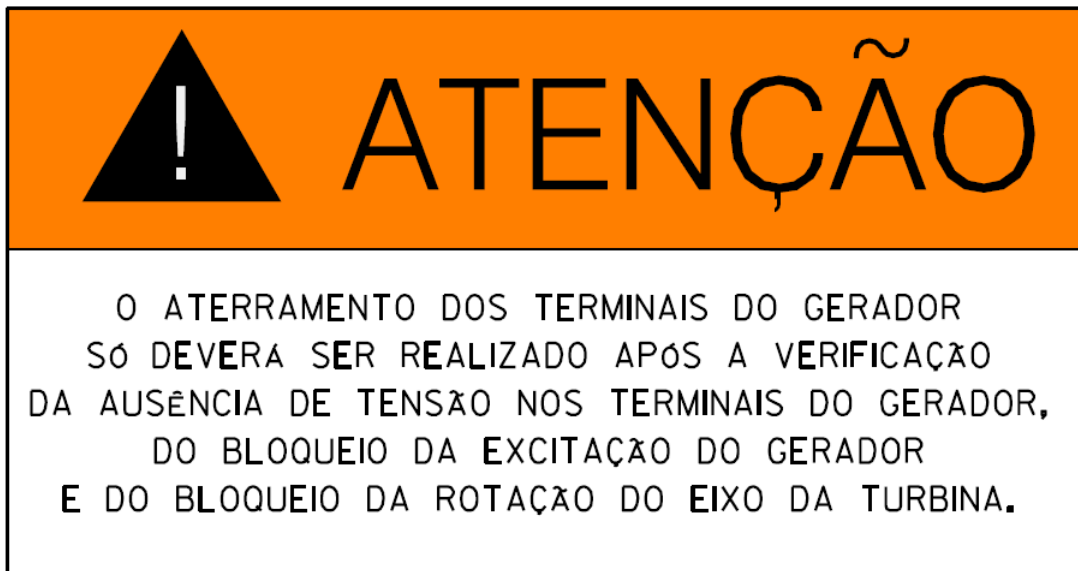 ! ATENÇÃO
O ATERRAMENTO DOS TERMINAIS DO GERADOR
SÓ DEVERÁ SER REALIZADO APÓS A VERIFICAÇÃO
DA AUSÊNCIA DE TENSÃO NOS TERMINAIS DO GERADOR,
DO BLOQUEIO DA EXCITAÇÃO DO GERADOR
E DO BLOQUEIO DA ROTAÇÃO DO EIXO DA TURBINA.